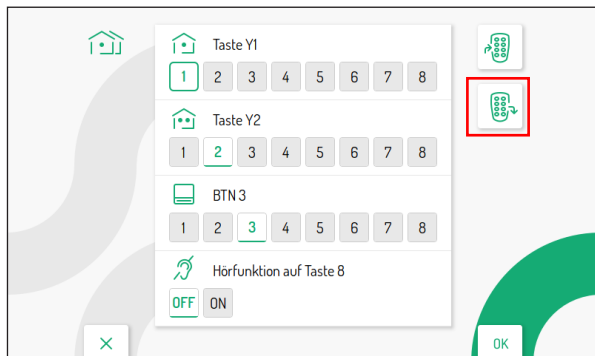 Taste Y1
1 2 3 4 5 6 7 8
Taste Y2
1 2 3 4 5 6 7 8
BTN 3
1 2 3 4 5 6 7 8
Hörfunktion auf Taste 8
OFF ON
OK